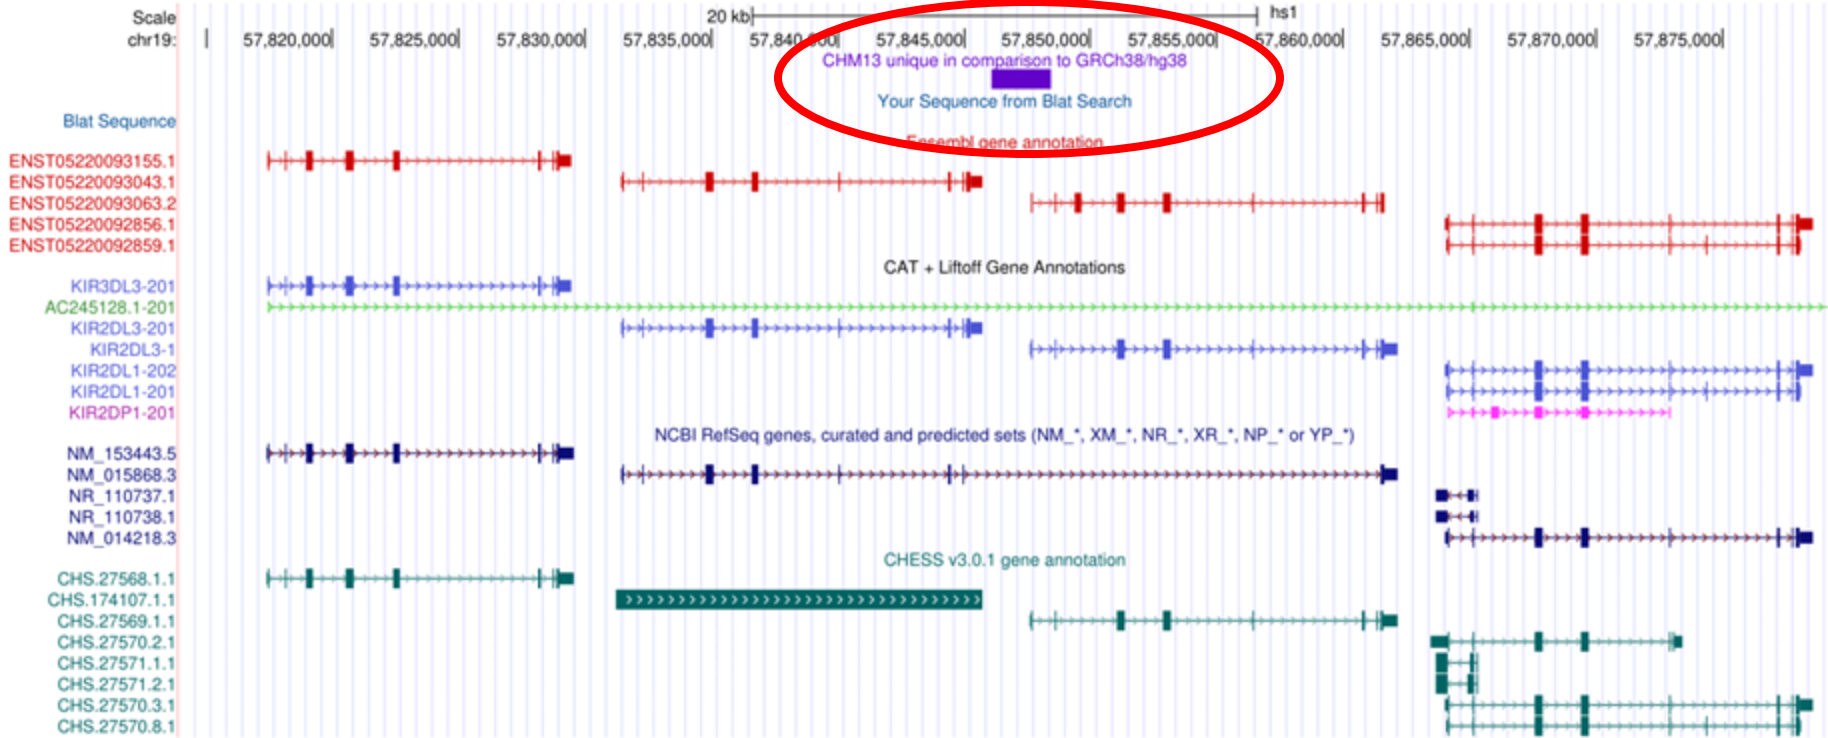 Scale 20 kb hs1
chr19: 57,820,000 57,825,000 57,830,000 57,835,000 57,840,000 57,845,000 57,850,000 57,855,000 57,860,000 57,865,000 57,870,000 57,875,000
CHM13 unique in comparison to GRCh38/hg38
Your Sequence from Blat Search
Blat Sequence
Ensembl gene annotation
ENST05220093155.1
ENST05220093043.1
ENST05220093063.2
ENST05220092856.1
ENST05220092859.1
CAT + Liftoff Gene Annotations
KIR3DL3-201
AC245128.1-201
KIR2DL3-201
KIR2DL3-1
KIR2DL1-202
KIR2DL1-201
KIR2DP1-201
NCBI RefSeq genes, curated and predicted sets (NM_*, XM_*, NR_*, XR_*, NP_* or YP_*)
NM_153443.5
NM_015868.3
NR_110737.1
NR_110738.1
NM_014218.3
CHESS v3.0.1 gene annotation
CHS.27568.1.1
CHS.174107.1.1
CHS.27569.1.1
CHS.27570.2.1
CHS.27571.1.1
CHS.27571.2.1
CHS.27570.3.1
CHS.27570.8.1